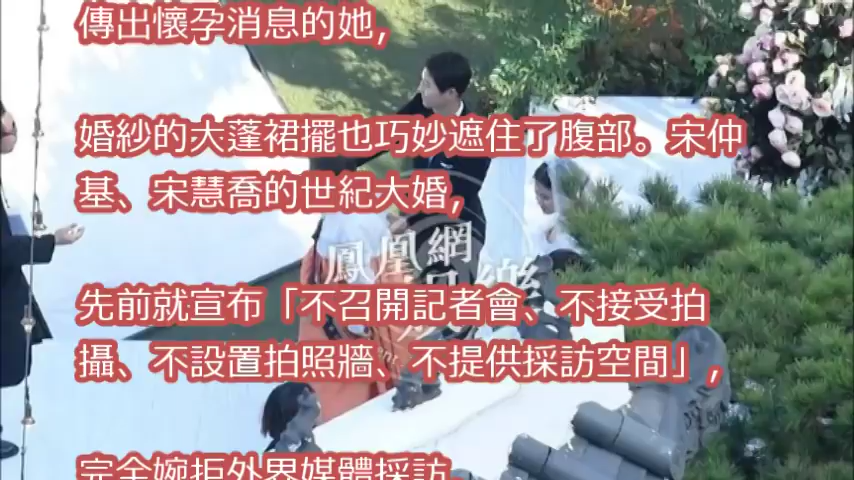 傳出懷孕消息的她，
婚紗的大蓬裙擺也巧妙遮住了腹部。宋仲
基、宋慧喬的世紀大婚，
鳳凰網
先前就宣布「不召開記者會、不接受拍
攝、不設置拍照牆、不提供採訪空間」，
完全婉拒外界媒體採訪